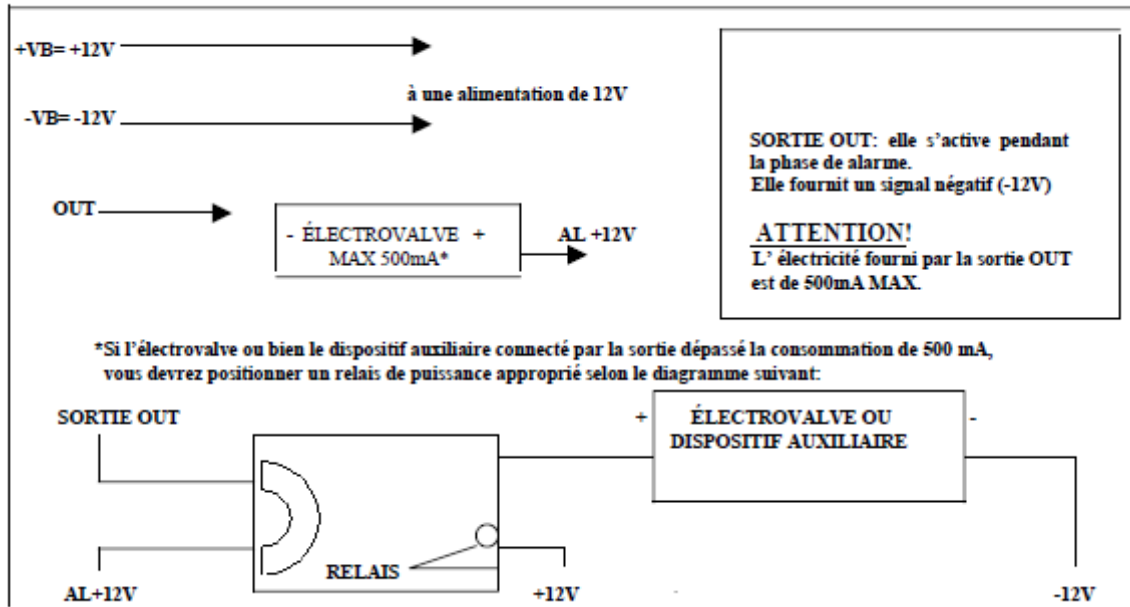 +VB= +12V
à une alimentation de 12V
-VB= -12V
SORTIE OUT: elle s’active pendant
la phase de alarme.
Elle fournit un signal négatif (-12V)
ATTENTION!
L’ électricité fourni par la sortie OUT
est de 500mA MAX.
OUT
- ÉLECTROVALVE +
MAX 500mA*
AL +12V
*Si l’électrovalve ou bien le dispositif auxiliaire connecté par la sortie dépassé la consommation de 500 mA,
vous devrez positionner un relais de puissance approprié selon le diagramme suivant:
SORTIE OUT
+ ÉLECTROVALVE OU -
DISPOSITIF AUXILIAIRE
RELAIS
AL+12V
+12V
-12V